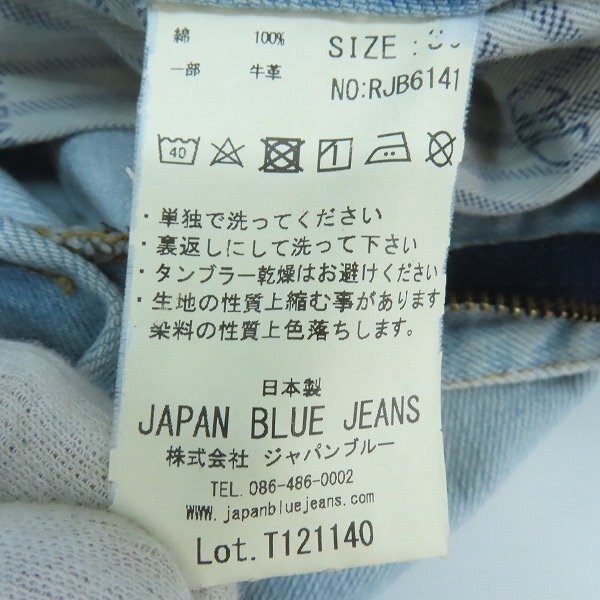 綿 100%
一部 牛革
SIZE :
NO:RJB6141
40
・単独で洗ってください
・裏返しにして洗って下さい
・タンブラー乾燥はお避けください
・生地の性質上縮む事があります
染料の性質上色落ちします。
日本製
JAPAN BLUE JEANS
株式会社 ジャパンブルー
TEL. 086-486-0002
www.japanbluejeans.com
Lot.T121140